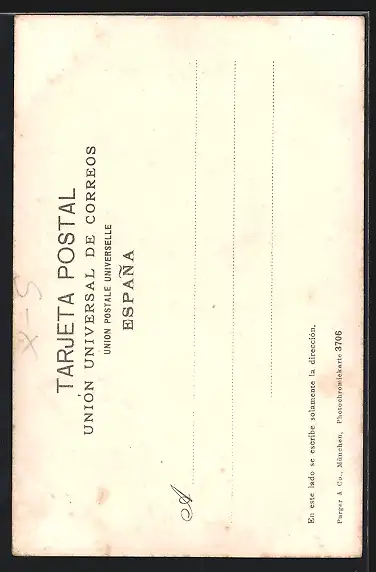 TARJETA POSTAL
UNIÓN UNIVERSAL DE CORREOS
UNION POSTALE UNIVERSELLE
ESPAÑA
A
En este lado se escribe solamente la dirección.
Purger & Co., München, Photochromiekarte 3706